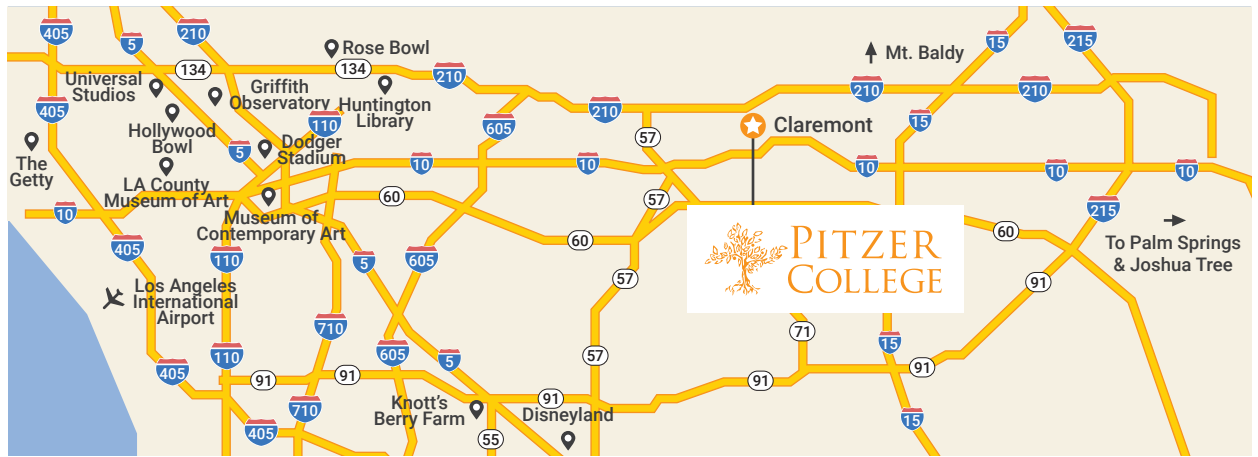 405
5
210
15
215
Rose Bowl
134
134
210
Mt. Baldy
Universal
Studios
Griffith
Observatory
Huntington
Library
210
210
210
405
Hollywood
Bowl
110
605
57
15
Claremont
The
Getty
5
Dodger
Stadium
10
10
10
10
10
LA County
Museum of Art
60
57
215
10
Museum of
Contemporary Art
60
60
405
110
5
605
57
PITZER
COLLEGE
To Palm Springs
& Joshua Tree
91
Los Angeles
International
Airport
710
71
15
110
605
5
57
405
91
91
91
91
91
Knott's
Berry Farm
Disneyland
710
405
55
15